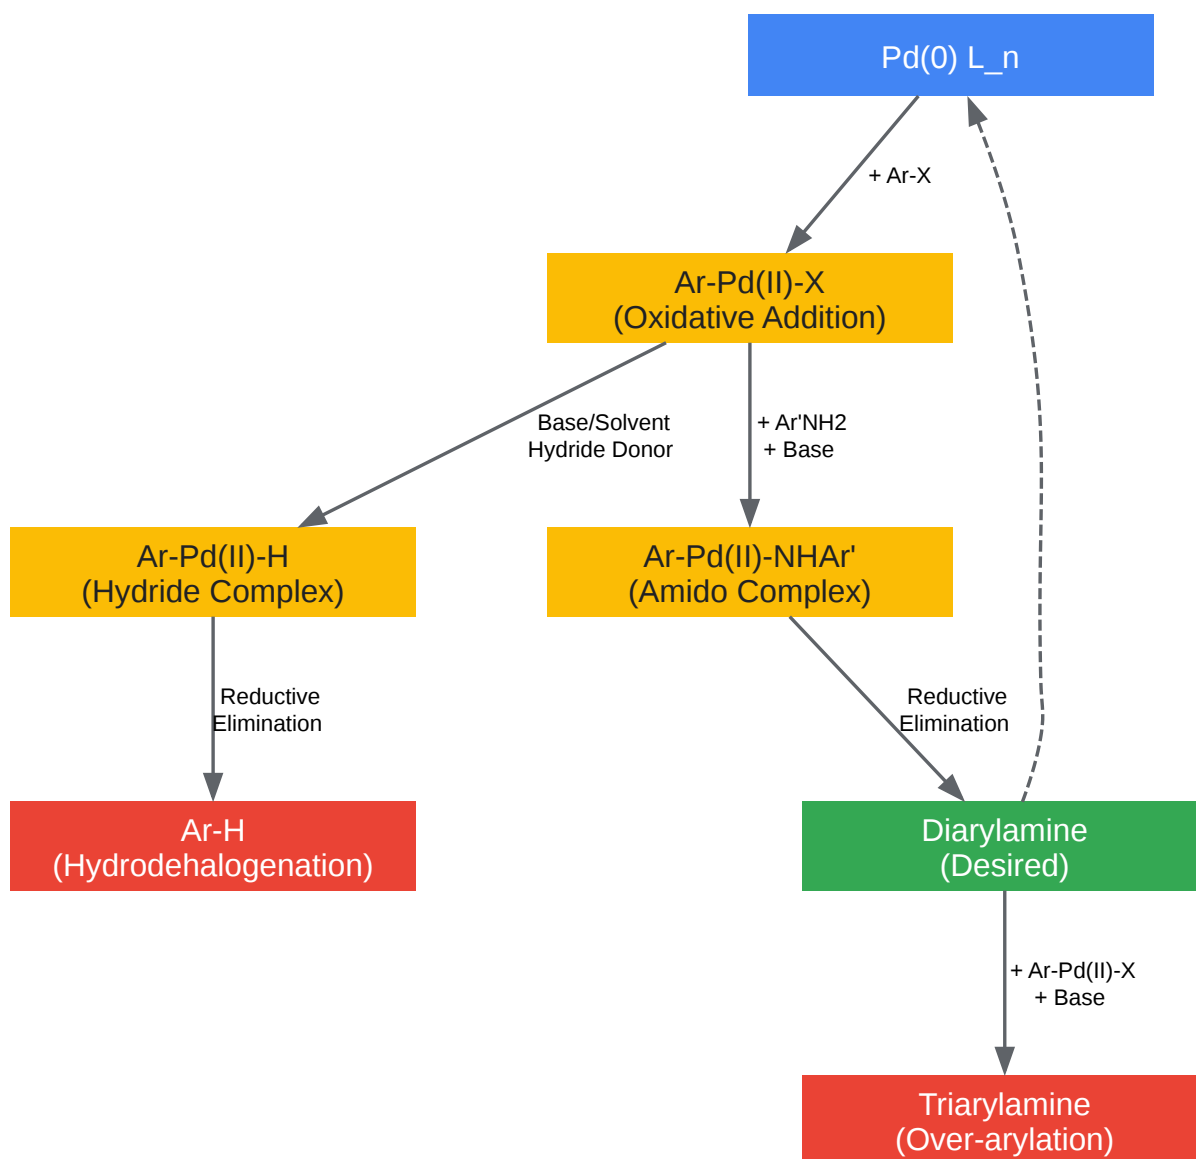 Pd(0) L_n
+ Ar-X
Ar-Pd(II)-X
(Oxidative Addition)
Base/Solvent
Hydride Donor
+ Ar'NH2
+ Base
Ar-Pd(II)-H
(Hydride Complex)
Ar-Pd(II)-NHAr'
(Amido Complex)
Reductive
Elimination
Reductive
Elimination
Ar-H
(Hydrodehalogenation)
Diarylamine
(Desired)
+ Ar-Pd(II)-X
+ Base
Triarylamine
(Over-arylation)